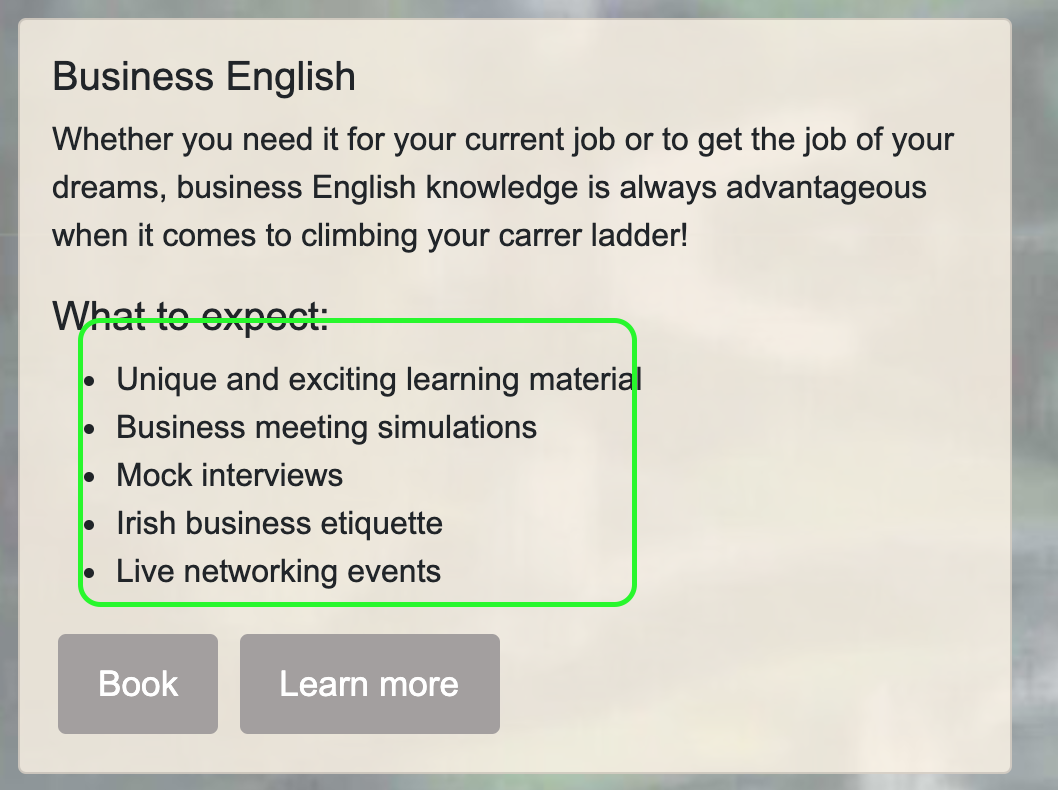 Business English
Whether you need it for your current job or to get the job of your
dreams, business English knowledge is always advantageous
when it comes to climbing your carrer ladder!
What to expect:
Unique and exciting learning material
Business meeting simulations
Mock interviews
Irish business etiquette
Live networking events
Book
Learn more